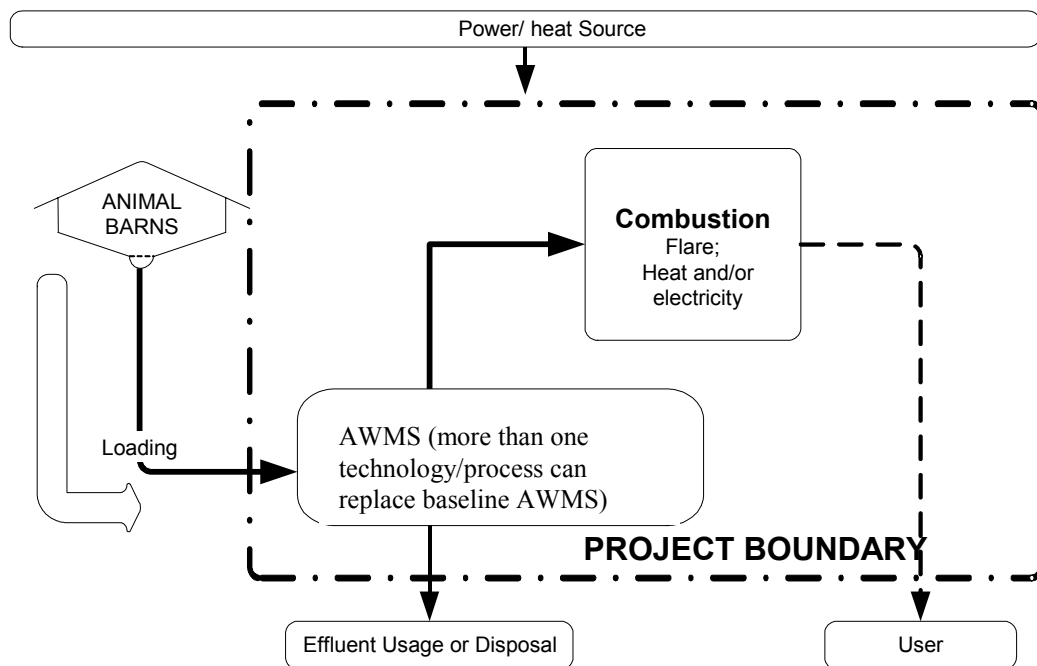 Power/ heat Source
ANIMAL
BARNS
Combustion
Flare;
Heat and/or
electricity
Loading
AWMS (more than one
technology/process can
replace baseline AWMS)
PROJECT BOUNDARY
Effluent Usage or Disposal
User